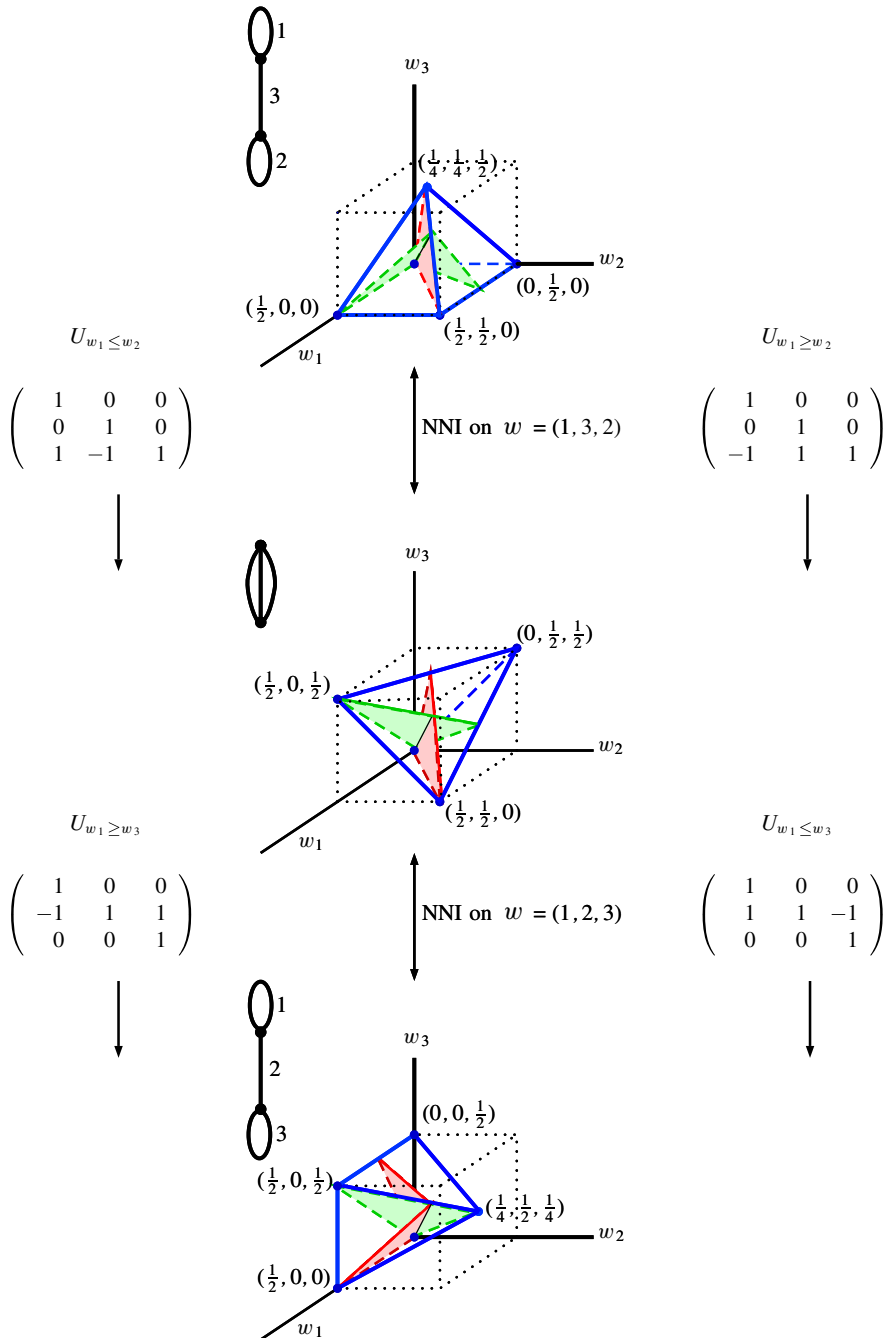 1
w₃
3
2
(1/4, 1/4, 1/2)
w₂
(0, 1/2, 0)
(1/2, 0, 0)
(1/2, 1/2, 0)
w₁
U_{w₁≤w₂}
U_{w₁≥w₂}
( 1 0 0
0 1 0
1 −1 1 )
NNI on w = (1, 3, 2)
( 1 0 0
0 1 0
−1 1 1 )
w₃
(0, 1/2, 1/2)
(1/2, 0, 1/2)
w₂
(1/2, 1/2, 0)
w₁
U_{w₁≥w₃}
U_{w₁≤w₃}
( 1 0 0
−1 1 1
0 0 1 )
NNI on w = (1, 2, 3)
( 1 0 0
1 1 −1
0 0 1 )
1
w₃
2
(0, 0, 1/2)
3
(1/2, 0, 1/2)
(1/4, 1/2, 1/4)
w₂
(1/2, 0, 0)
w₁